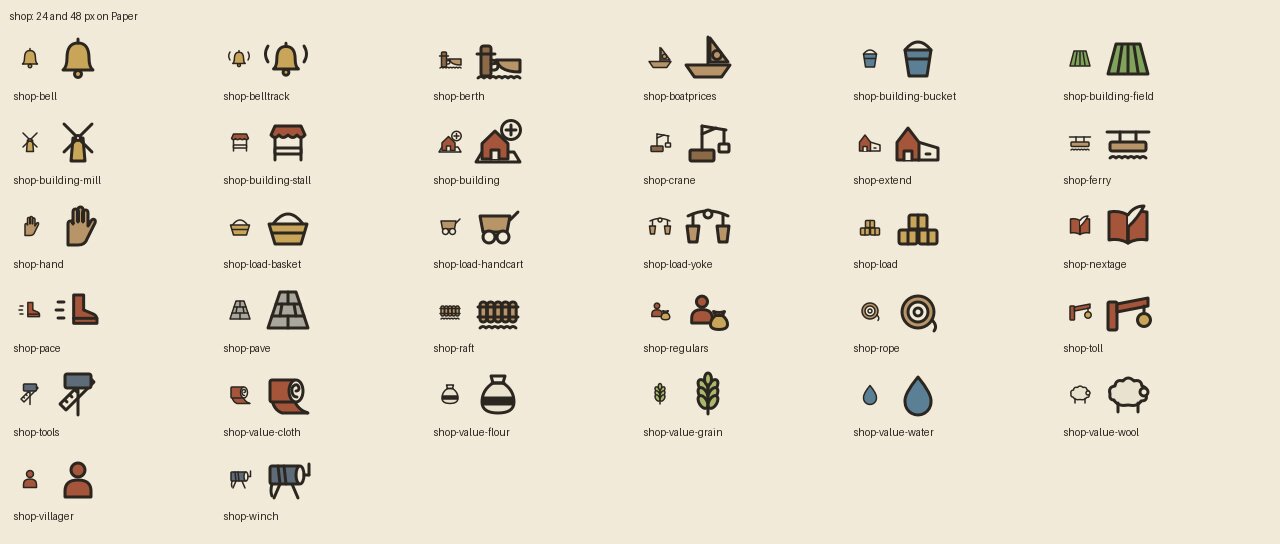 shop: 24 and 48 px on Paper
shop-bell
shop-belltrack
shop-berth
shop-boatprices
shop-building-bucket
shop-building-field
shop-building-mill
shop-building-stall
shop-building
shop-crane
shop-extend
shop-ferry
shop-hand
shop-load-basket
shop-load-handcart
shop-load-yoke
shop-load
shop-nextage
shop-pace
shop-pave
shop-raft
shop-regulars
shop-rope
shop-toll
shop-tools
shop-value-cloth
shop-value-flour
shop-value-grain
shop-value-water
shop-value-wool
shop-villager
shop-winch